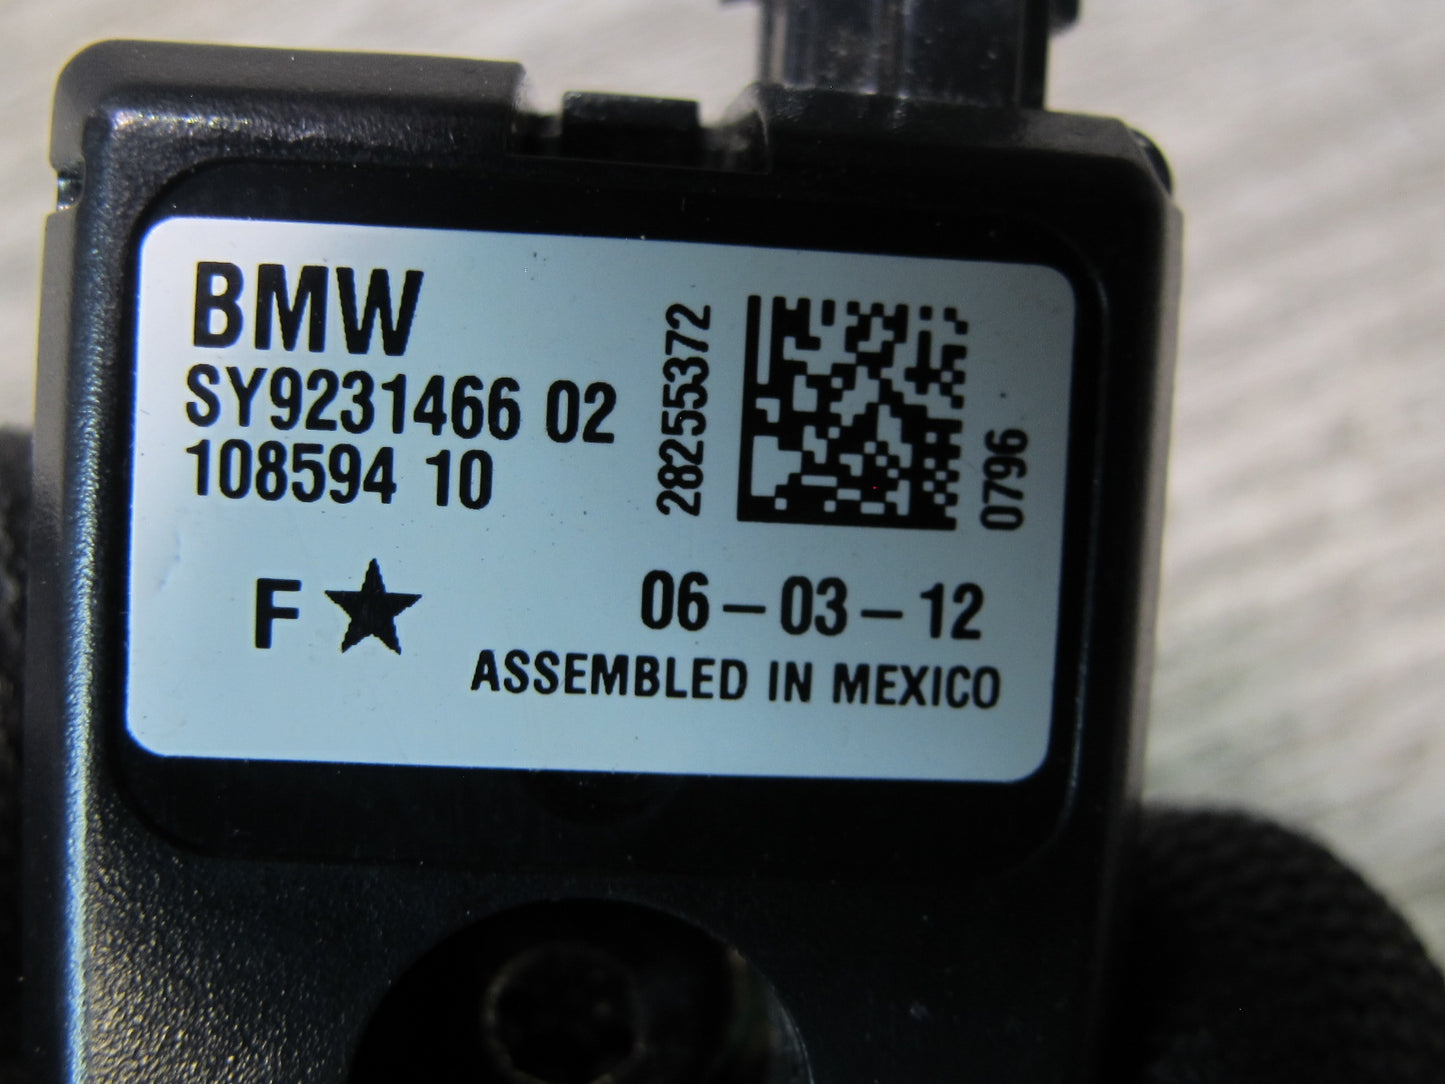 BMW
SY9231466 02
108594 10
28255372
0796
F★
06-03-12
ASSEMBLED IN MEXICO